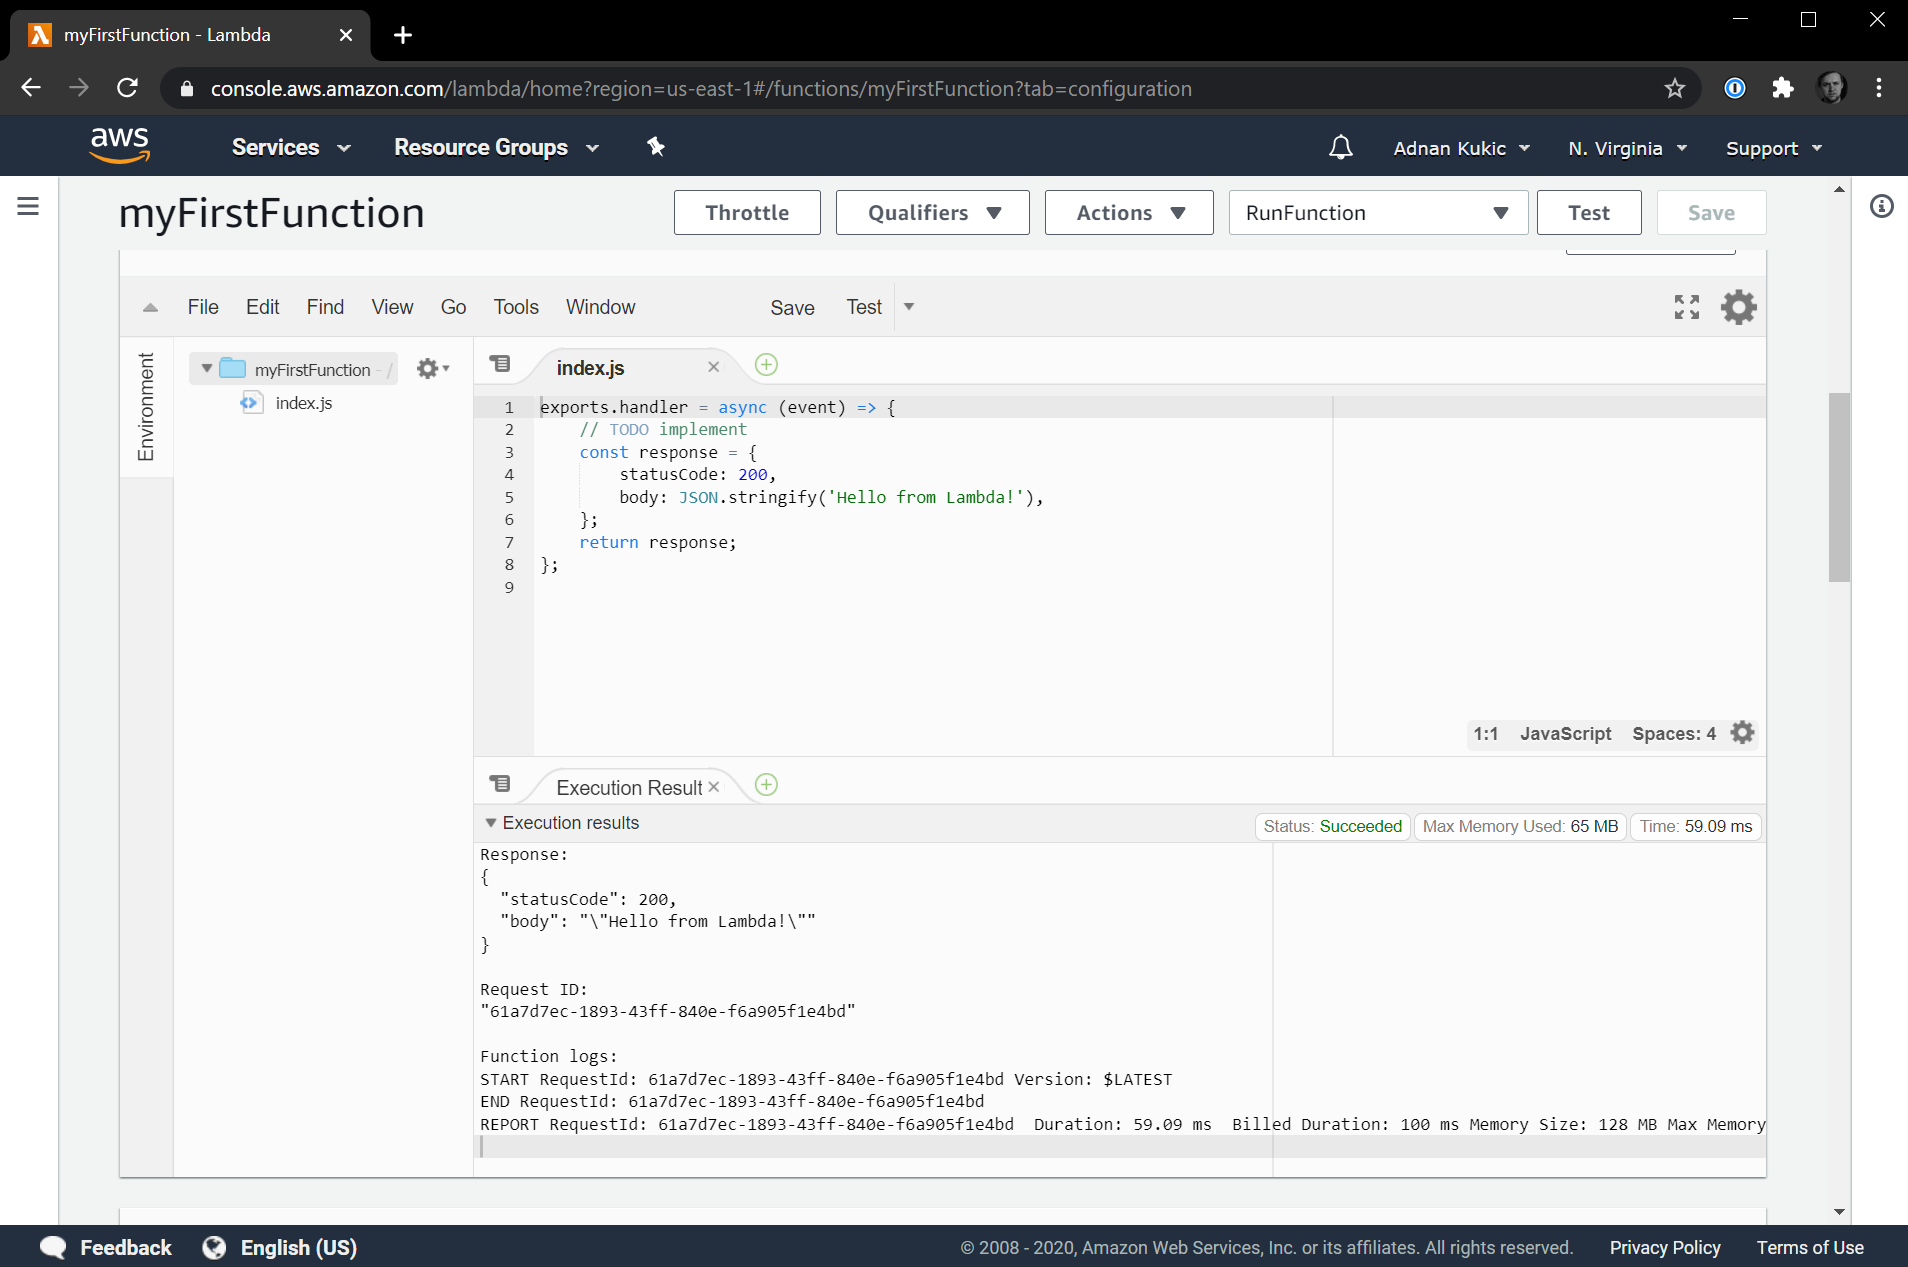 myFirstFunction - Lambda
console.aws.amazon.com/lambda/home?region=us-east-1#/functions/myFirstFunction?tab=configuration
aws Services Resource Groups Adnan Kukic N. Virginia Support
myFirstFunction Throttle Qualifiers Actions RunFunction Test Save
File Edit Find View Go Tools Window Save Test
Environment
myFirstFunction - /
index.js
index.js
1 exports.handler = async (event) => {
2     // TODO implement
3     const response = {
4         statusCode: 200,
5         body: JSON.stringify('Hello from Lambda!'),
6     };
7     return response;
8 };
9
1:1 JavaScript Spaces: 4
Execution Result
Execution results Status: Succeeded Max Memory Used: 65 MB Time: 59.09 ms
Response:
{
  "statusCode": 200,
  "body": "\"Hello from Lambda!\""
}
Request ID:
"61a7d7ec-1893-43ff-840e-f6a905f1e4bd"
Function logs:
START RequestId: 61a7d7ec-1893-43ff-840e-f6a905f1e4bd Version: $LATEST
END RequestId: 61a7d7ec-1893-43ff-840e-f6a905f1e4bd
REPORT RequestId: 61a7d7ec-1893-43ff-840e-f6a905f1e4bd  Duration: 59.09 ms  Billed Duration: 100 ms Memory Size: 128 MB Max Memory
Feedback English (US) © 2008 - 2020, Amazon Web Services, Inc. or its affiliates. All rights reserved. Privacy Policy Terms of Use